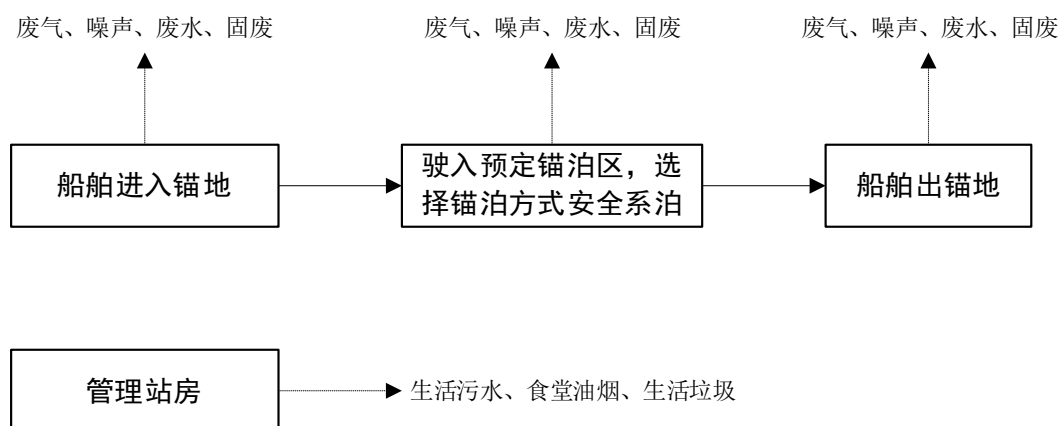 废气、噪声、废水、固废
废气、噪声、废水、固废
废气、噪声、废水、固废
船舶进入锚地
驶入预定锚泊区，选
择锚泊方式安全系泊
船舶出锚地
管理站房
生活污水、食堂油烟、生活垃圾